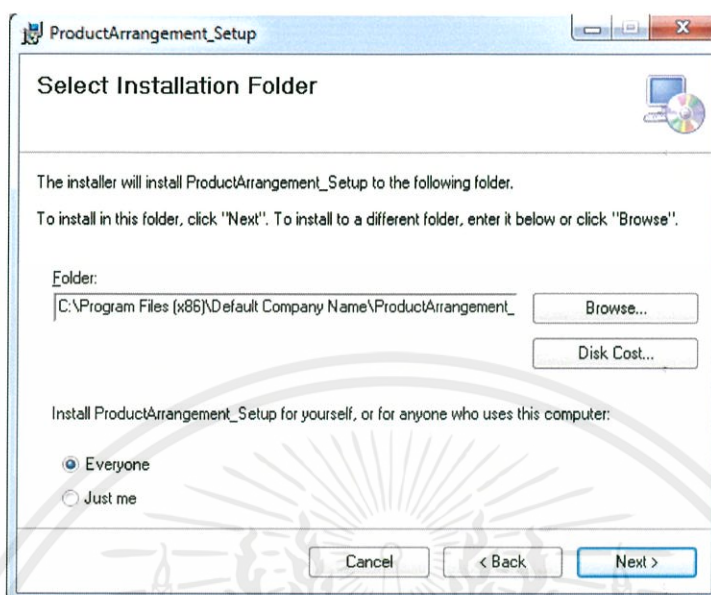 ProductArrangement_Setup
Select Installation Folder
The installer will install ProductArrangement_Setup to the following folder.
To install in this folder, click "Next". To install to a different folder, enter it below or click "Browse".
Folder:
C:\Program Files (x86)\Default Company Name\ProductArrangement_
Browse...
Disk Cost...
Install ProductArrangement_Setup for yourself, or for anyone who uses this computer:
Everyone
Just me
Cancel
< Back
Next >